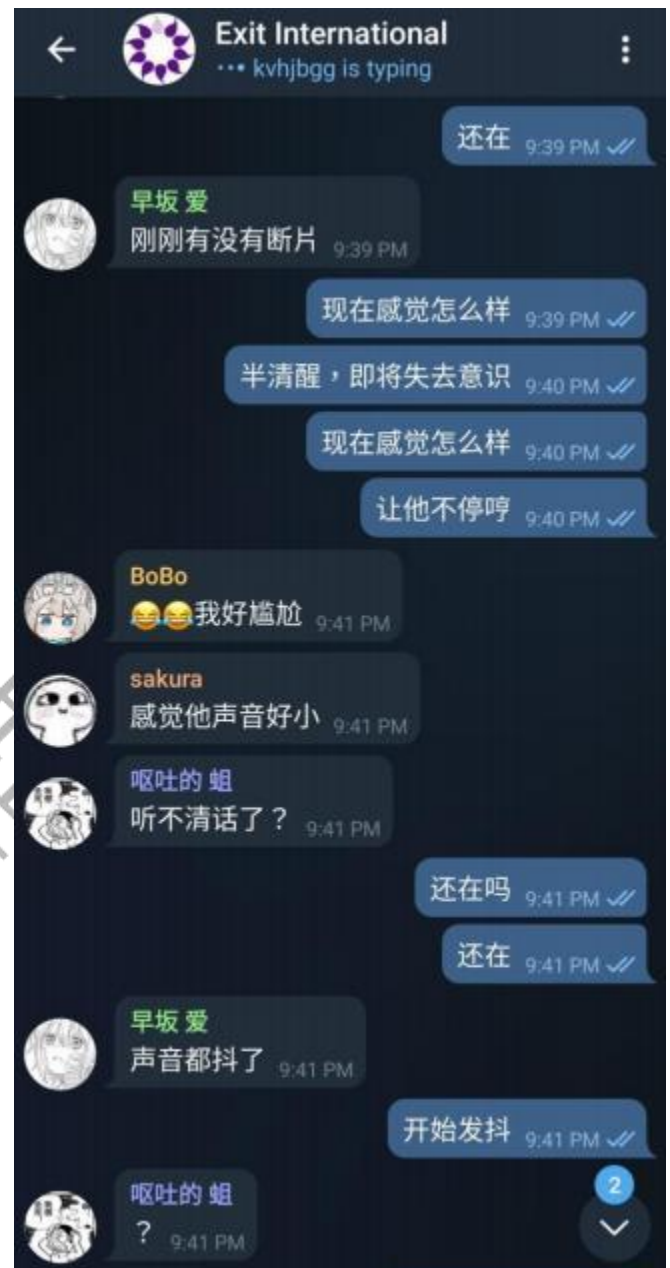 Exit International
kvhjbgg is typing
还在 9:39 PM
早坂 爱
刚刚有没有断片 9:39 PM
现在感觉怎么样 9:39 PM
半清醒，即将失去意识 9:40 PM
现在感觉怎么样 9:40 PM
让他不停哼 9:40 PM
BoBo
😂😂我好尴尬 9:41 PM
sakura
感觉他声音好小 9:41 PM
呕吐的 蛆
听不清话了？ 9:41 PM
还在吗 9:41 PM
还在 9:41 PM
早坂 爱
声音都抖了 9:41 PM
开始发抖 9:41 PM
呕吐的 蛆
？ 9:41 PM
2